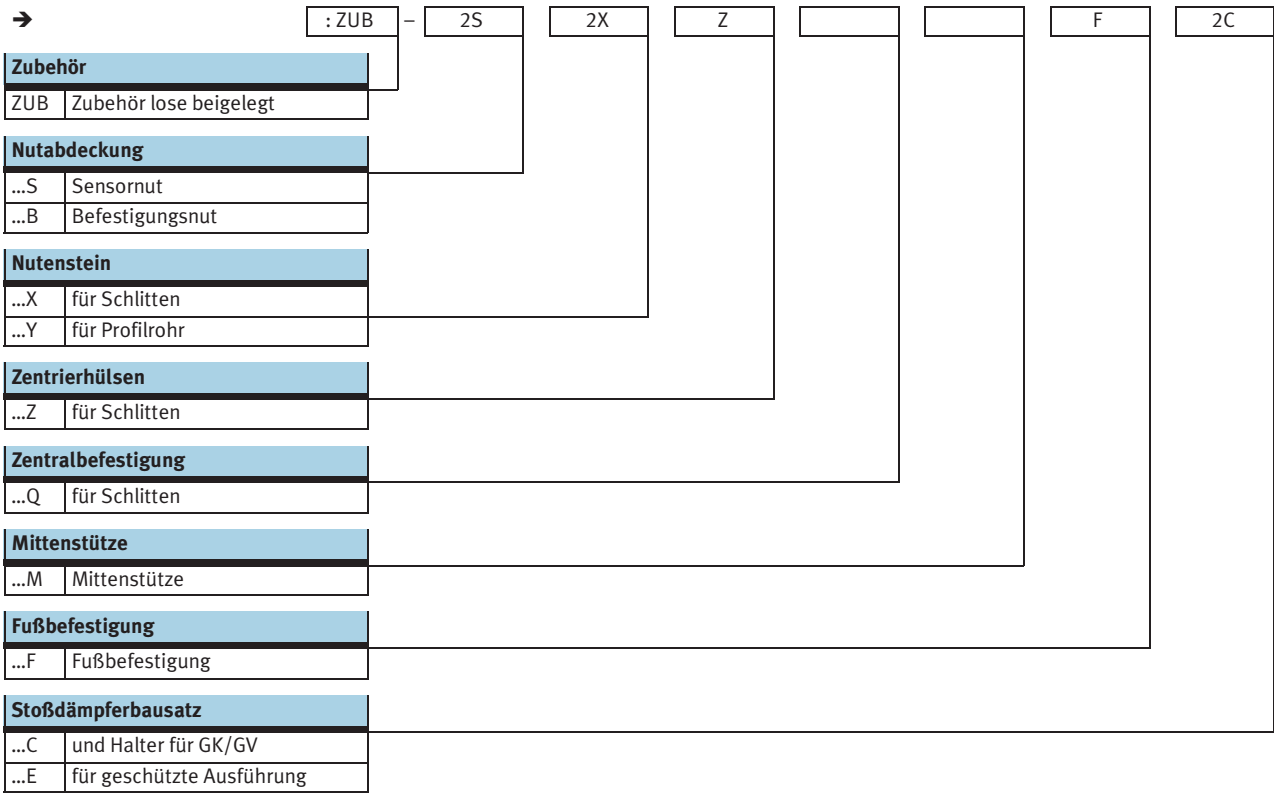 ➔ : ZUB – 2S 2X Z F 2C
Zubehör
ZUB Zubehör lose beigelegt
Nutabdeckung
...S Sensornut
...B Befestigungsnut
Nutenstein
...X für Schlitten
...Y für Profilrohr
Zentrierhülsen
...Z für Schlitten
Zentralbefestigung
...Q für Schlitten
Mittenstütze
...M Mittenstütze
Fußbefestigung
...F Fußbefestigung
Stoßdämpferbausatz
...C und Halter für GK/GV
...E für geschützte Ausführung